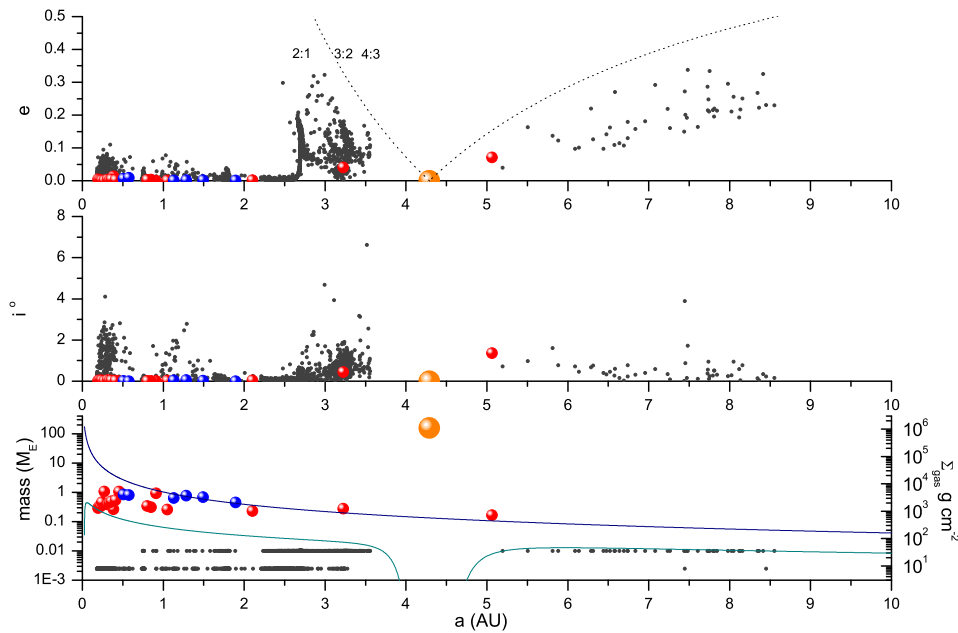 0.5
0.4
0.3
0.2
0.1
0.0
e
2:1 3:2 4:3
0 1 2 3 4 5 6 7 8 9 10
8
6
4
2
0
i °
0 1 2 3 4 5 6 7 8 9 10
100
10
1
0.1
0.01
1E-3
mass (M_E)
10^6
10^5
10^4
10^3
10^2
10^1
Σ_gas g cm^-2
0 1 2 3 4 5 6 7 8 9 10
a (AU)